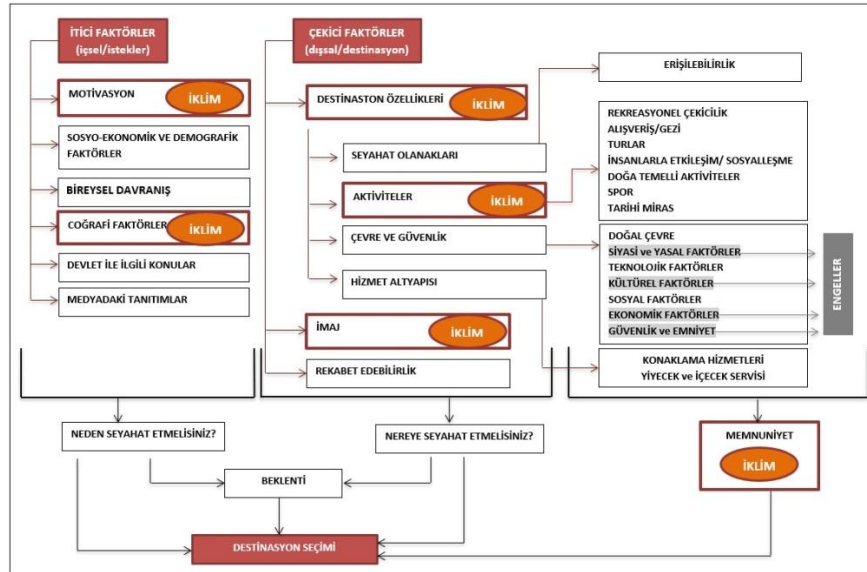 İTİCİ FAKTÖRLER
(içsel/istekler)
MOTİVASYON
İKLİM
SOSYO-EKONOMİK VE DEMOGRAFİK
FAKTÖRLER
BİREYSEL DAVRANIŞ
COĞRAFİ FAKTÖRLER
İKLİM
DEVLET İLE İLGİLİ KONULAR
MEDYADAKİ TANITIMLAR
ÇEKİCİ FAKTÖRLER
(dışsal/destinasyon)
DESTİNASTON ÖZELLİKLERİ
İKLİM
SEYAHAT OLANAKLARI
AKTİVİTELER
İKLİM
ÇEVRE VE GÜVENLİK
HİZMET ALTYAPISI
İMAJ
İKLİM
REKABET EDEBİLİRLİK
ERİŞİLEBİLİRLİK
REKREASYONEL ÇEKİCİLİK
ALIŞVERİŞ/GEZİ
TURLAR
İNSANLARLA ETKİLEŞİM/ SOSYALLEŞME
DOĞA TEMELLİ AKTİVİTELER
SPOR
TARİHİ MİRAS
DOĞAL ÇEVRE
SİYASİ ve YASAL FAKTÖRLER
TEKNOLOJİK FAKTÖRLER
KÜLTÜREL FAKTÖRLER
SOSYAL FAKTÖRLER
EKONOMİK FAKTÖRLER
GÜVENLİK ve EMNİYET
ENGELLER
KONAKLAMA HİZMETLERİ
YİYECEK ve İÇECEK SERVİSİ
NEDEN SEYAHAT ETMELİSİNİZ?
NEREYE SEYAHAT ETMELİSİNİZ?
MEMNUNİYET
İKLİM
BEKLENTİ
DESTİNASYON SEÇİMİ